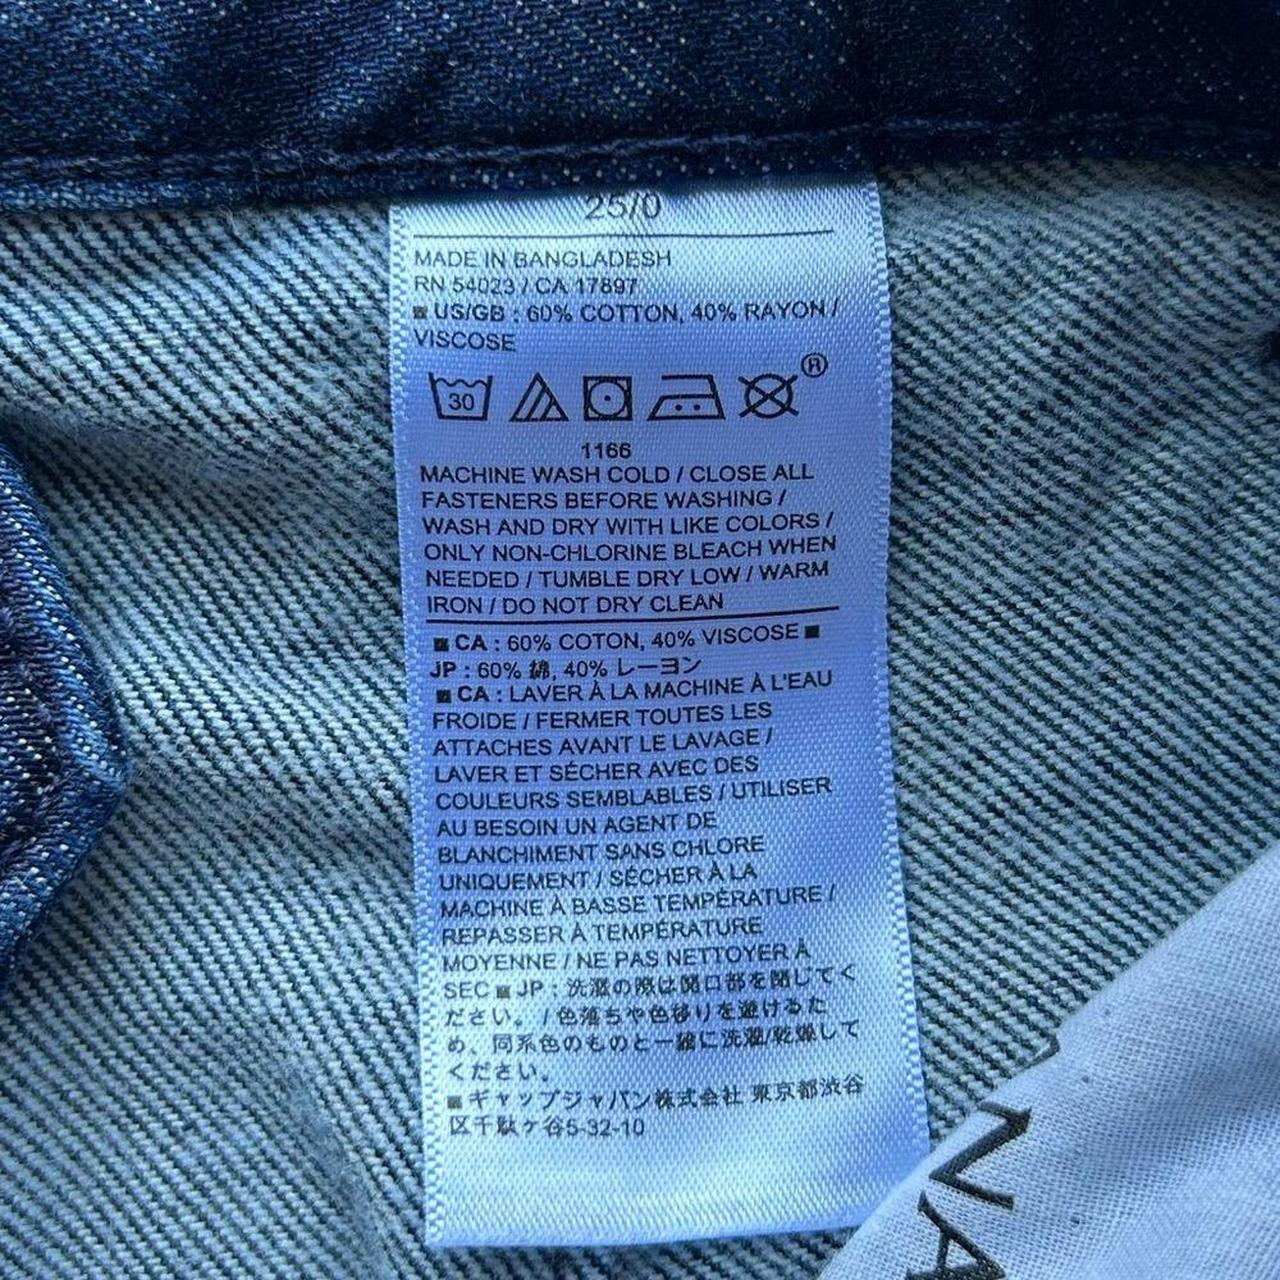 25/0
MADE IN BANGLADESH
RN 54023 / CA 17897
■ US/GB : 60% COTTON, 40% RAYON /
VISCOSE
30
®
1166
MACHINE WASH COLD / CLOSE ALL
FASTENERS BEFORE WASHING /
WASH AND DRY WITH LIKE COLORS /
ONLY NON-CHLORINE BLEACH WHEN
NEEDED / TUMBLE DRY LOW / WARM
IRON / DO NOT DRY CLEAN
■ CA : 60% COTON, 40% VISCOSE ■
JP : 60% 綿, 40% レーヨン
■ CA : LAVER À LA MACHINE À L'EAU
FROIDE / FERMER TOUTES LES
ATTACHES AVANT LE LAVAGE /
LAVER ET SÉCHER AVEC DES
COULEURS SEMBLABLES / UTILISER
AU BESOIN UN AGENT DE
BLANCHIMENT SANS CHLORE
UNIQUEMENT / SÉCHER À LA
MACHINE À BASSE TEMPÉRATURE /
REPASSER À TEMPÉRATURE
MOYENNE / NE PAS NETTOYER À
SEC ■ JP : 洗濯の際は開口部を閉じてく
ださい。 / 色落ちや色移りを避けるた
め、同系色のものと一緒に洗濯/乾燥して
ください。
■ ギャップジャパン株式会社 東京都渋谷
区千駄ケ谷5-32-10
NA